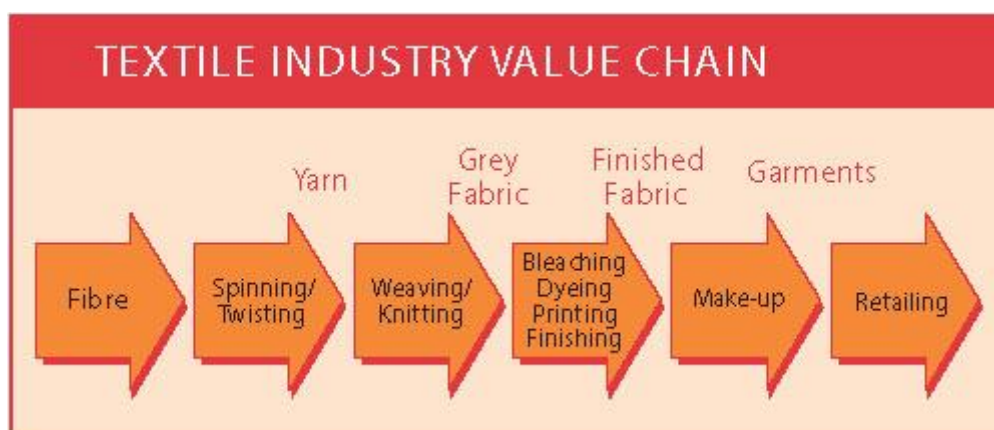 TEXTILE INDUSTRY VALUE CHAIN
Yarn
Grey
Fabric
Finished
Fabric
Garments
Fibre
Spinning/
Twisting
Weaving/
Knitting
Bleaching
Dyeing
Printing
Finishing
Make-up
Retailing